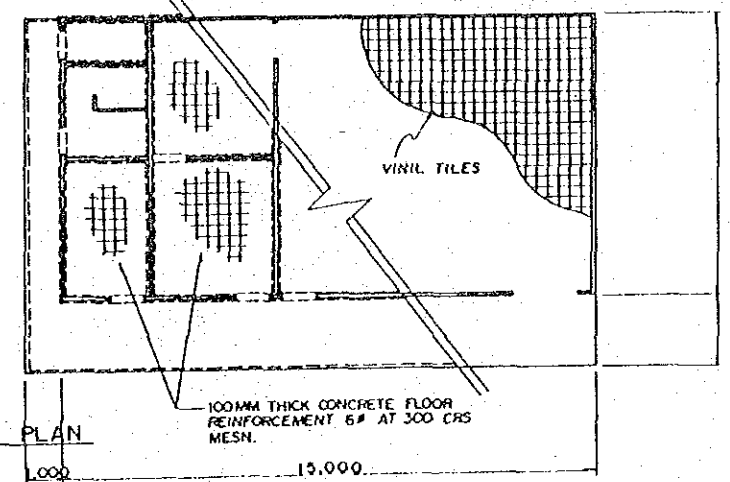 VINIL TILES
100MM THICK CONCRETE FLOOR
REINFORCEMENT 6# AT 300 CRS
MESN.
PLAN
1,000
15,000